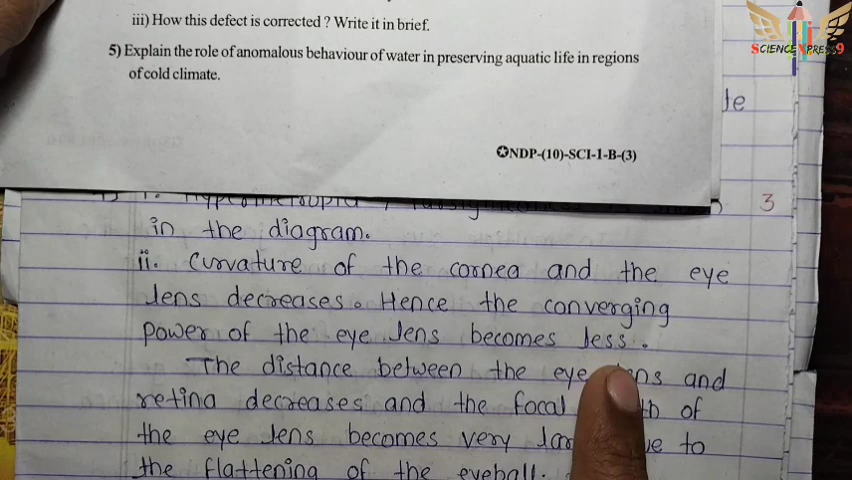 iii) How this defect is corrected ? Write it in brief.
5) Explain the role of anomalous behaviour of water in preserving aquatic life in regions
of cold climate.
SCIENCEXPRESS9
NDP-(10)-SCI-1-B-(3)
3
in the diagram.
ii. Curvature of the cornea and the eye
lens decreases. Hence the converging
power of the eye lens becomes less.
The distance between the eye lens and
retina decreases and the focal of
the eye lens becomes very to
the flattening of the eyeball.